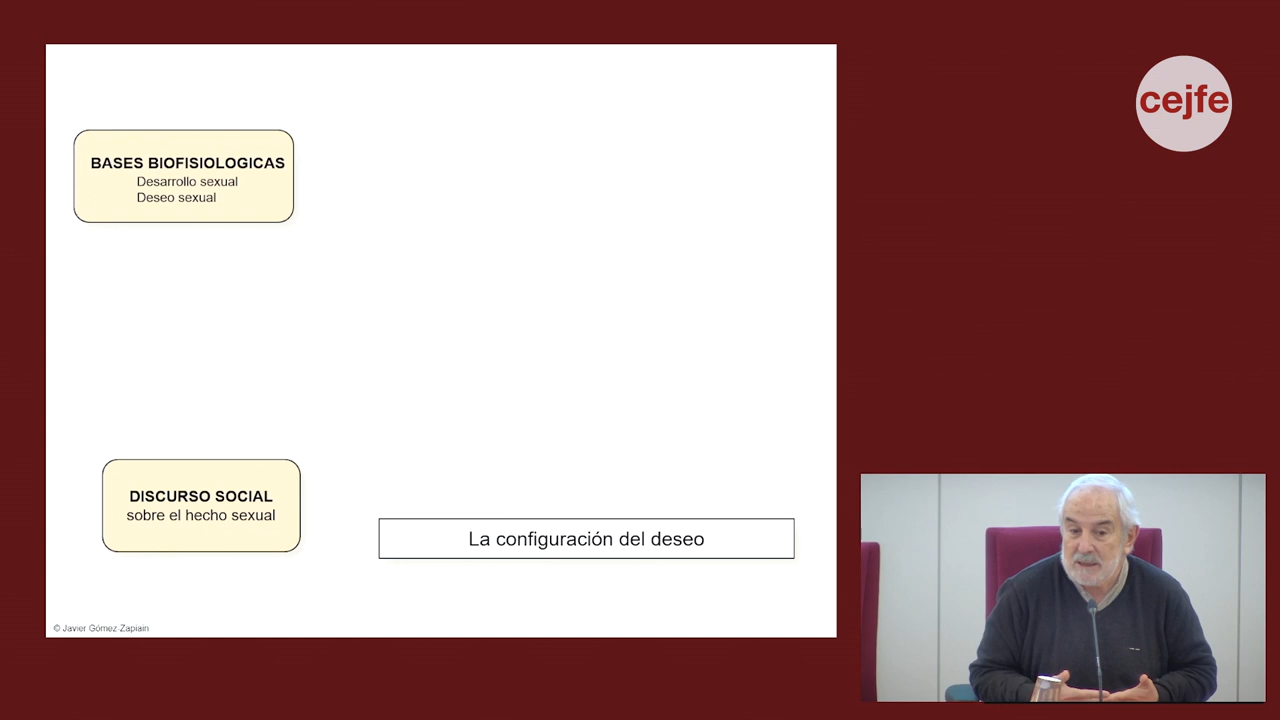 cejfe
BASES BIOFISIOLOGICAS
Desarrollo sexual
Deseo sexual
DISCURSO SOCIAL
sobre el hecho sexual
La configuración del deseo
© Javier Gómez-Zapiain